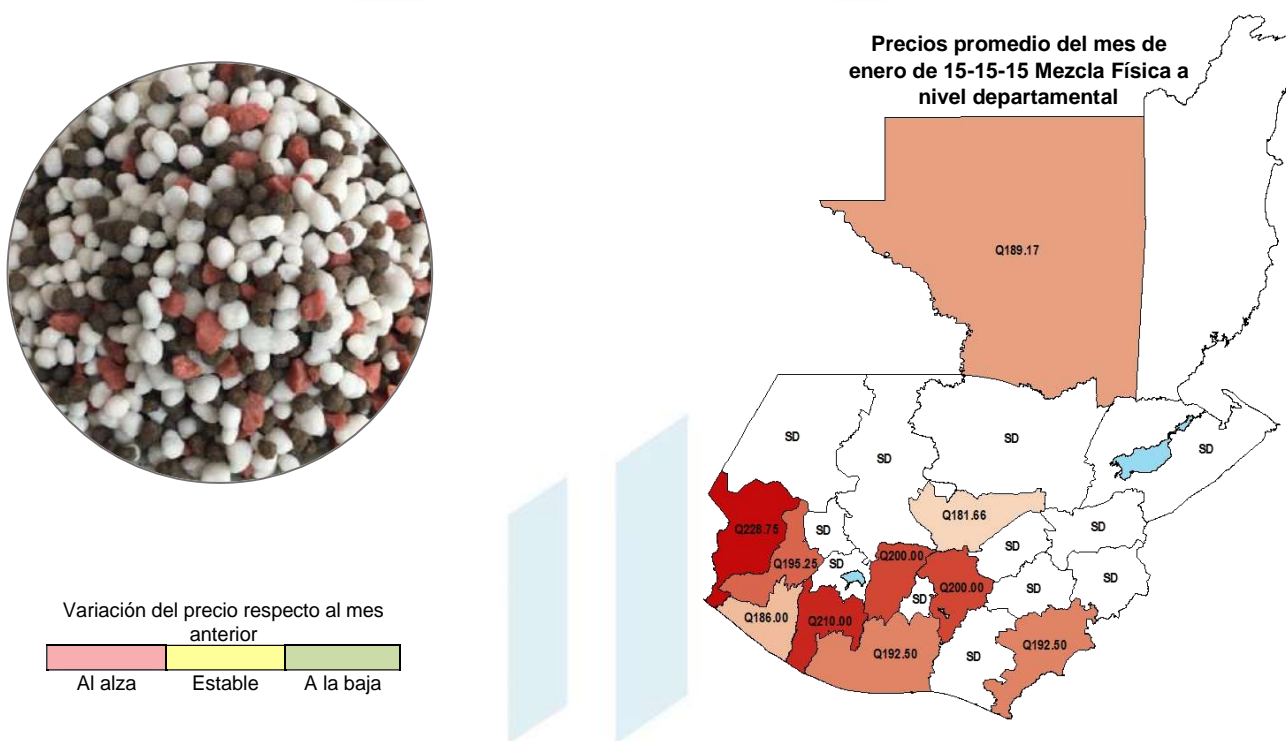 Precios promedio del mes de
enero de 15-15-15 Mezcla Física a
nivel departamental
Q189.17
SD
SD
SD
SD
Q181.66
Q228.75
SD
SD
SD
Q200.00
Q195.25
SD
Q200.00
SD
SD
SD
Q186.00
Q210.00
Q192.50
SD
Q192.50
Variación del precio respecto al mes
anterior
Al alza
Estable
A la baja